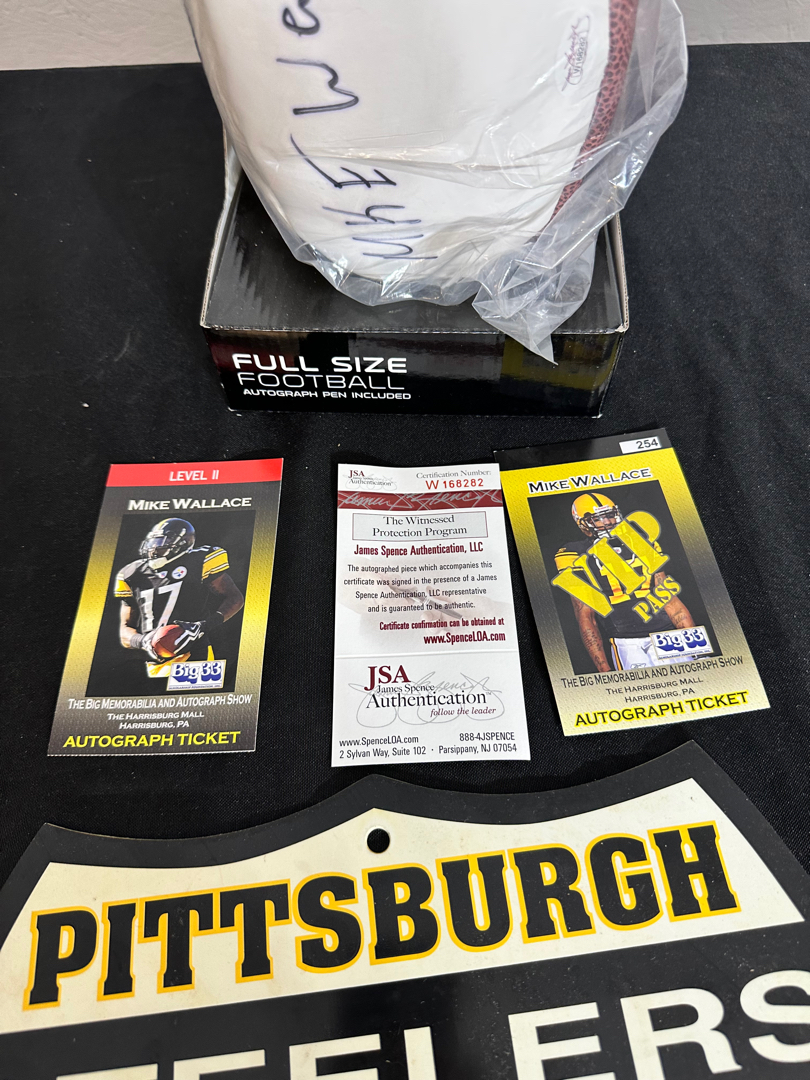 MIKE We
W168282
FULL SIZE
FOOTBALL
AUTOGRAPH PEN INCLUDED
LEVEL II
MIKE WALLACE
17
Big 33
THE BIG MEMORABILIA AND AUTOGRAPH SHOW
THE HARRISBURG MALL
HARRISBURG, PA
AUTOGRAPH TICKET
JSA
Authentication
Certification Number:
W 168282
The Witnessed
Protection Program
James Spence Authentication, LLC
The autographed piece which accompanies this
certificate was signed in the presence of a James
Spence Authentication, LLC representative
and is guaranteed to be authentic.
Certificate confirmation can be obtained at
www.SpenceLOA.com
JSA
James Spence
Authentication
follow the leader
www.SpenceLOA.com 888-4JSPENCE
2 Sylvan Way, Suite 102 · Parsippany, NJ 07054
254
MIKE WALLACE
VIP
PASS
Big 33
THE BIG MEMORABILIA AND AUTOGRAPH SHOW
THE HARRISBURG MALL
HARRISBURG, PA
AUTOGRAPH TICKET
PITTSBURGH
TEELERS